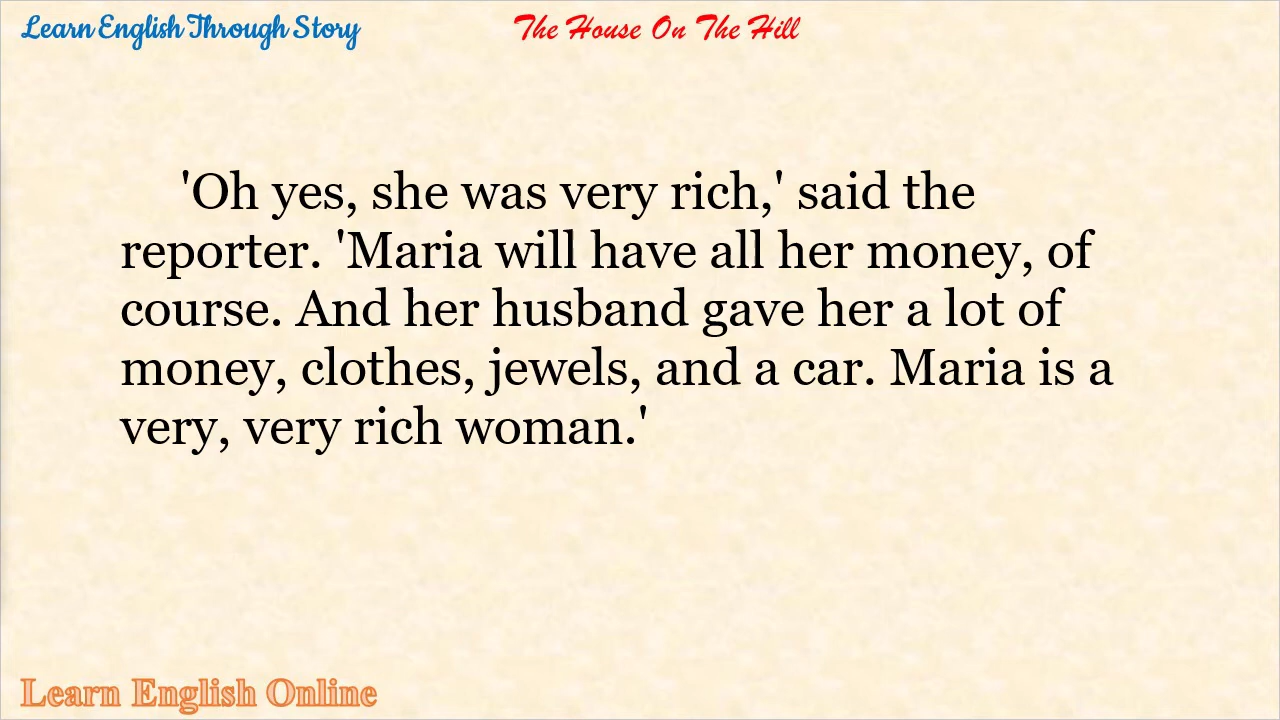 Learn English Through Story
The House On The Hill
'Oh yes, she was very rich,' said the
reporter. 'Maria will have all her money, of
course. And her husband gave her a lot of
money, clothes, jewels, and a car. Maria is a
very, very rich woman.'
Learn English Online